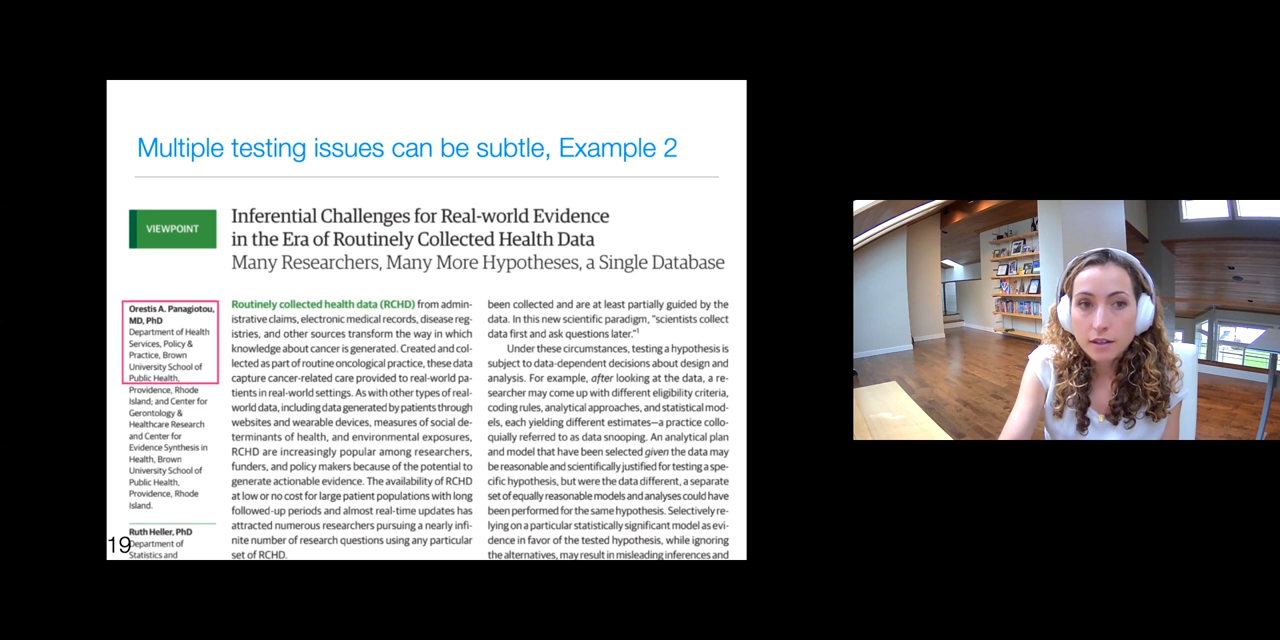 Multiple testing issues can be subtle, Example 2
VIEWPOINT
Inferential Challenges for Real-world Evidence
in the Era of Routinely Collected Health Data
Many Researchers, Many More Hypotheses, a Single Database
Orestis A. Panagiotou,
MD, PhD
Department of Health
Services, Policy &
Practice, Brown
University School of
Public Health,
Providence, Rhode
Island; and Center for
Gerontology &
Healthcare Research
and Center for
Evidence Synthesis in
Health, Brown
University School of
Public Health,
Providence, Rhode
Island.
Ruth Heller, PhD
Department of
Statistics and
19
Routinely collected health data (RCHD) from admin-
istrative claims, electronic medical records, disease reg-
istries, and other sources transform the way in which
knowledge about cancer is generated. Created and col-
lected as part of routine oncological practice, these data
capture cancer-related care provided to real-world pa-
tients in real-world settings. As with other types of real-
world data, including data generated by patients through
websites and wearable devices, measures of social de-
terminants of health, and environmental exposures,
RCHD are increasingly popular among researchers,
funders, and policy makers because of the potential to
generate actionable evidence. The availability of RCHD
at low or no cost for large patient populations with long
followed-up periods and almost real-time updates has
attracted numerous researchers pursuing a nearly infi-
nite number of research questions using any particular
set of RCHD.
been collected and are at least partially guided by the
data. In this new scientific paradigm, "scientists collect
data first and ask questions later."1
Under these circumstances, testing a hypothesis is
subject to data-dependent decisions about design and
analysis. For example, after looking at the data, a re-
searcher may come up with different eligibility criteria,
coding rules, analytical approaches, and statistical mod-
els, each yielding different estimates—a practice collo-
quially referred to as data snooping. An analytical plan
and model that have been selected given the data may
be reasonable and scientifically justified for testing a spe-
cific hypothesis, but were the data different, a separate
set of equally reasonable models and analyses could have
been performed for the same hypothesis. Selectively re-
lying on a particular statistically significant model as evi-
dence in favor of the tested hypothesis, while ignoring
the alternatives, may result in misleading inferences and